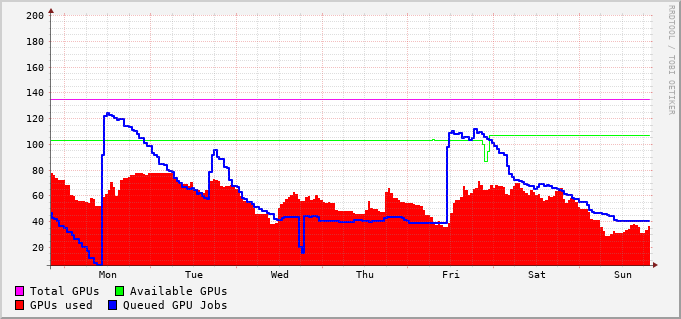 200
180
160
140
120
100
80
60
40
20
Mon Tue Wed Thu Fri Sat Sun
Total GPUs Available GPUs
GPUs used Queued GPU Jobs
RRDTOOL / TOBI OETIKER